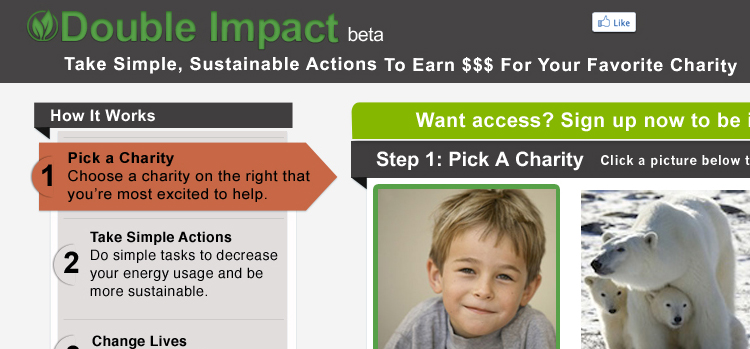 Double Impact beta
Like
Take Simple, Sustainable Actions To Earn $$$ For Your Favorite Charity
How It Works
1
Pick a Charity
Choose a charity on the right that
you're most excited to help.
2
Take Simple Actions
Do simple tasks to decrease
your energy usage and be
more sustainable.
Change Lives
Want access? Sign up now to be
Step 1: Pick A Charity
Click a picture below